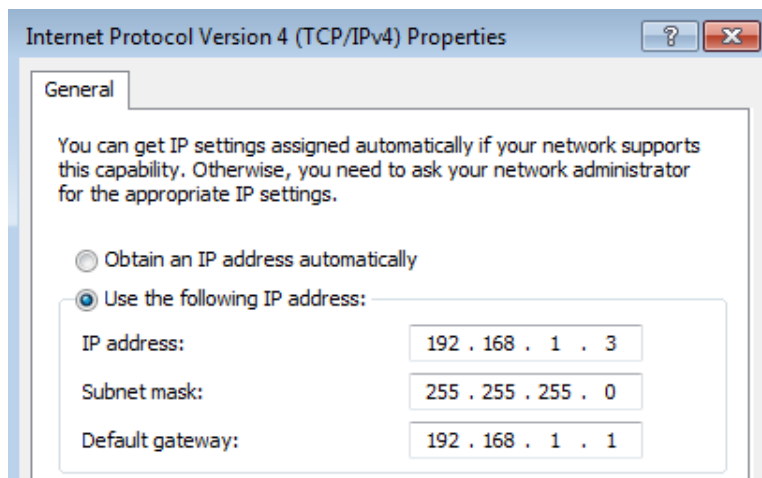 Internet Protocol Version 4 (TCP/IPv4) Properties
General
You can get IP settings assigned automatically if your network supports
this capability. Otherwise, you need to ask your network administrator
for the appropriate IP settings.
Obtain an IP address automatically
Use the following IP address:
IP address: 192 . 168 . 1 . 3
Subnet mask: 255 . 255 . 255 . 0
Default gateway: 192 . 168 . 1 . 1